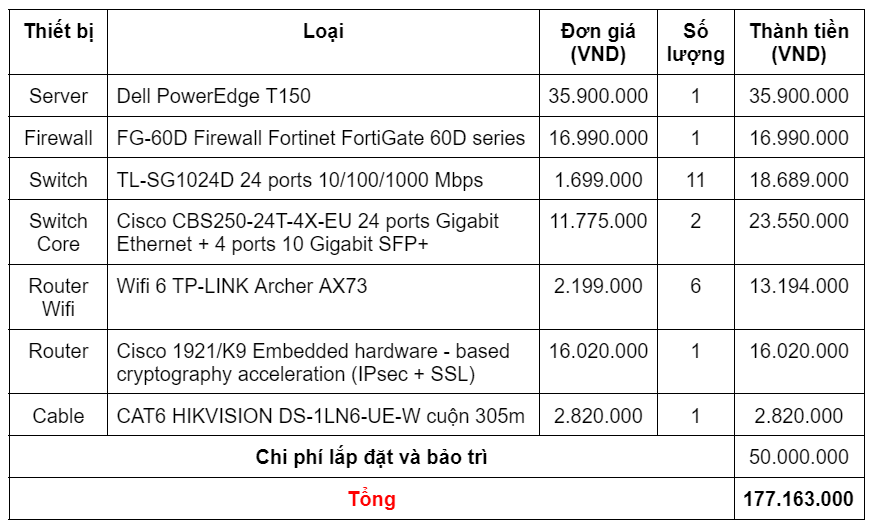 Thiết bị Loại Đơn giá (VND) Số lượng Thành tiền (VND)
Server Dell PowerEdge T150 35.900.000 1 35.900.000
Firewall FG-60D Firewall Fortinet FortiGate 60D series 16.990.000 1 16.990.000
Switch TL-SG1024D 24 ports 10/100/1000 Mbps 1.699.000 11 18.689.000
Switch Core Cisco CBS250-24T-4X-EU 24 ports Gigabit Ethernet + 4 ports 10 Gigabit SFP+ 11.775.000 2 23.550.000
Router Wifi Wifi 6 TP-LINK Archer AX73 2.199.000 6 13.194.000
Router Cisco 1921/K9 Embedded hardware - based cryptography acceleration (IPsec + SSL) 16.020.000 1 16.020.000
Cable CAT6 HIKVISION DS-1LN6-UE-W cuộn 305m 2.820.000 1 2.820.000
Chi phí lắp đặt và bảo trì 50.000.000
Tổng 177.163.000